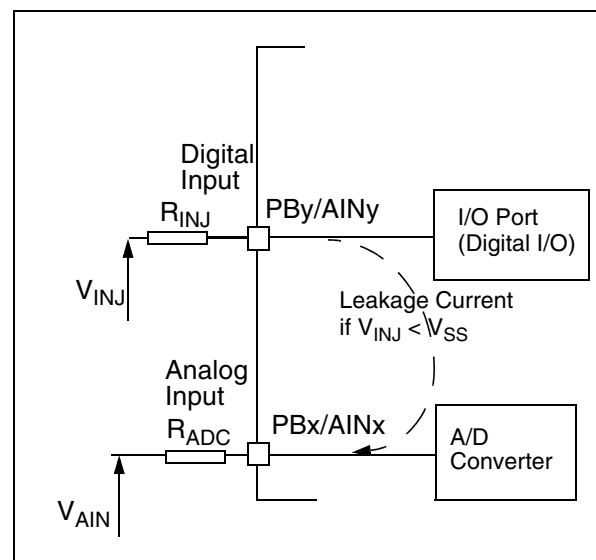 Digital
Input
R_INJ
PBy/AINy
I/O Port
(Digital I/O)
V_INJ
Leakage Current
if V_INJ < V_SS
Analog
Input
R_ADC
PBx/AINx
A/D
Converter
V_AIN